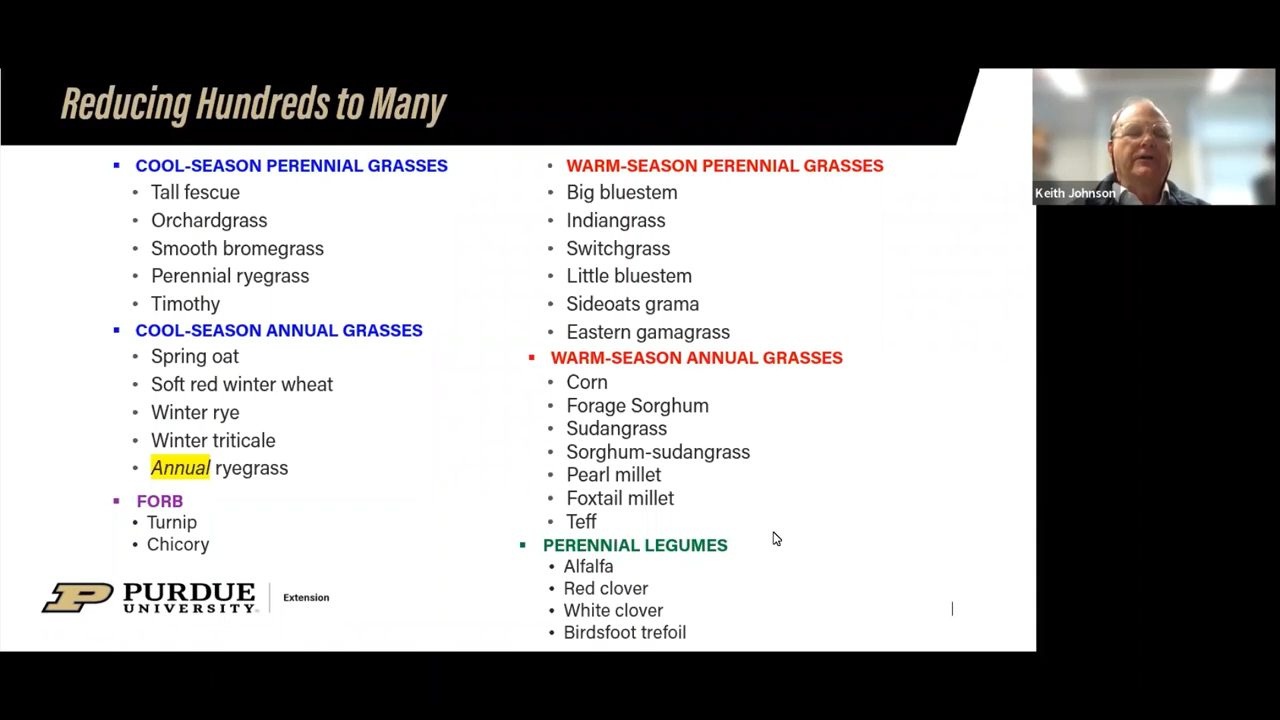 Reducing Hundreds to Many
COOL-SEASON PERENNIAL GRASSES
Tall fescue
Orchardgrass
Smooth bromegrass
Perennial ryegrass
Timothy
COOL-SEASON ANNUAL GRASSES
Spring oat
Soft red winter wheat
Winter rye
Winter triticale
Annual ryegrass
FORB
Turnip
Chicory
WARM-SEASON PERENNIAL GRASSES
Big bluestem
Indiangrass
Switchgrass
Little bluestem
Sideoats grama
Eastern gamagrass
WARM-SEASON ANNUAL GRASSES
Corn
Forage Sorghum
Sudangrass
Sorghum-sudangrass
Pearl millet
Foxtail millet
Teff
PERENNIAL LEGUMES
Alfalfa
Red clover
White clover
Birdsfoot trefoil
PURDUE
UNIVERSITY
Extension
Keith Johnson